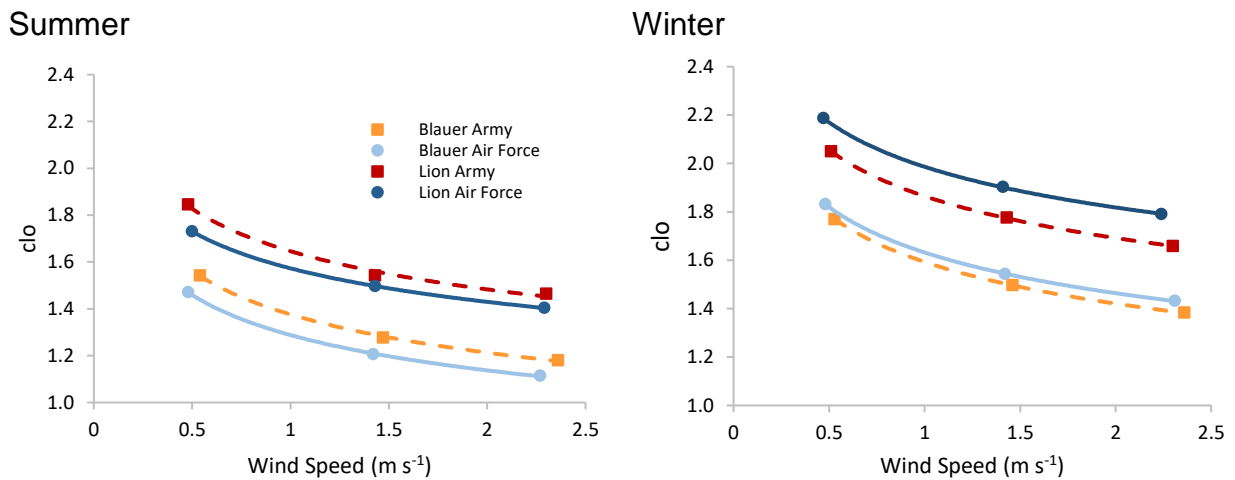 Summer
clo
2.4
2.2
2.0
1.8
1.6
1.4
1.2
1.0
0
0.5
1
1.5
2
2.5
Wind Speed (m s-1)
Blauer Army
Blauer Air Force
Lion Army
Lion Air Force
Winter
clo
2.4
2.2
2.0
1.8
1.6
1.4
1.2
1.0
0
0.5
1
1.5
2
2.5
Wind Speed (m s-1)